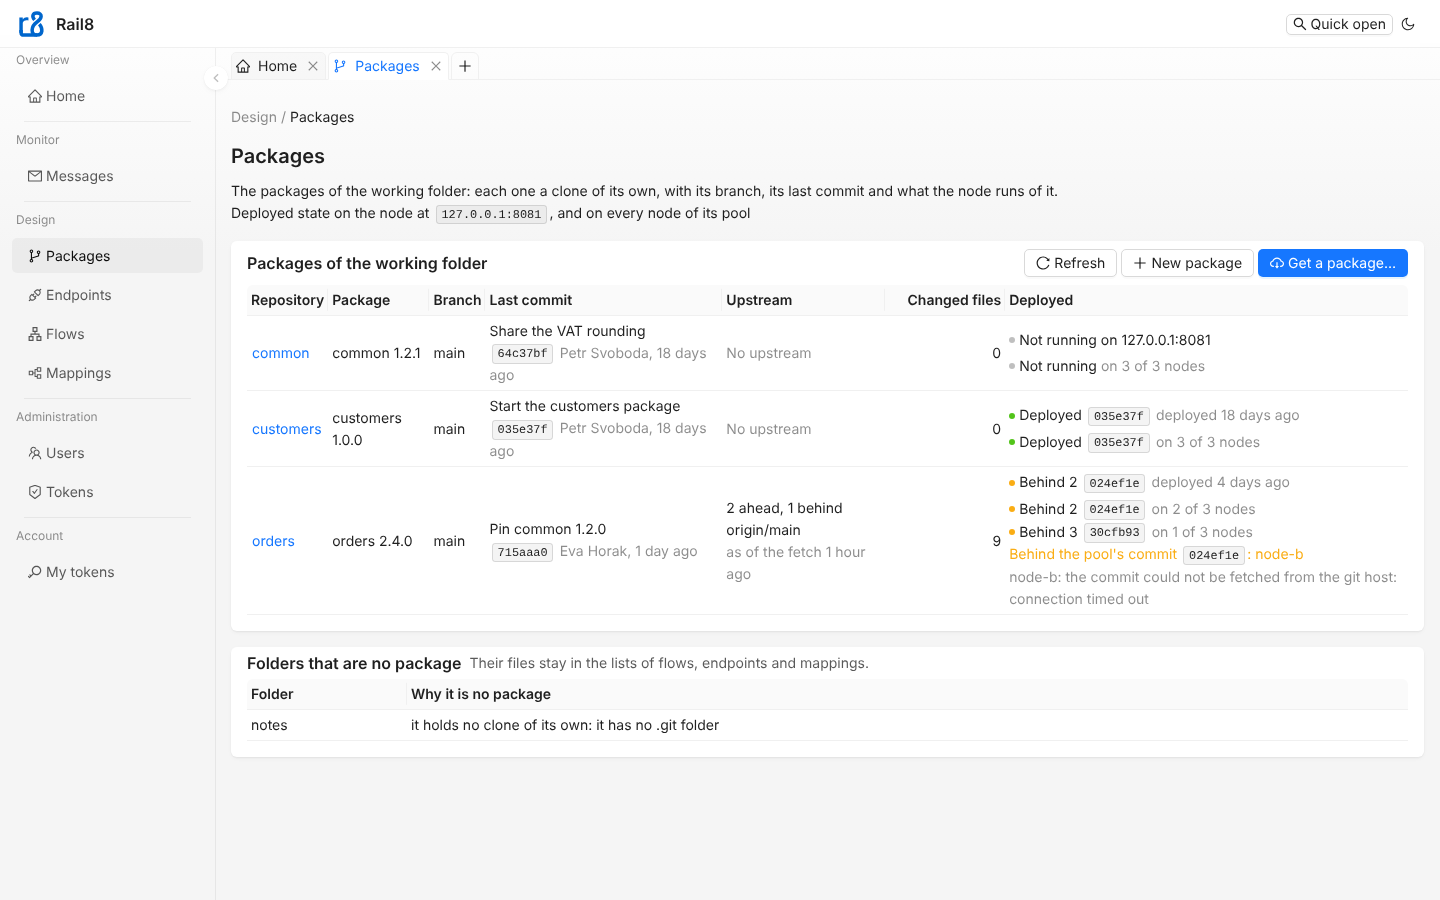 Rail8
Quick open
Overview
Home
Monitor
Messages
Design
Packages
Endpoints
Flows
Mappings
Administration
Users
Tokens
Account
My tokens
Home
Packages
Design / Packages
Packages
The packages of the working folder: each one a clone of its own, with its branch, its last commit and what the node runs of it.
Deployed state on the node at 127.0.0.1:8081, and on every node of its pool
Packages of the working folder
Refresh
New package
Get a package...
Repository Package Branch Last commit Upstream Changed files Deployed
common
common 1.2.1
main
Share the VAT rounding
64c37bf Petr Svoboda, 18 days
ago
No upstream
0
Not running on 127.0.0.1:8081
Not running on 3 of 3 nodes
customers
customers
1.0.0
main
Start the customers package
035e37f Petr Svoboda, 18 days
ago
No upstream
0
Deployed 035e37f deployed 18 days ago
Deployed 035e37f on 3 of 3 nodes
orders
orders 2.4.0
main
Pin common 1.2.0
715aaa0 Eva Horak, 1 day ago
2 ahead, 1 behind
origin/main
as of the fetch 1 hour
ago
9
Behind 2 024ef1e deployed 4 days ago
Behind 2 024ef1e on 2 of 3 nodes
Behind 3 30cfb93 on 1 of 3 nodes
Behind the pool's commit 024ef1e: node-b
node-b: the commit could not be fetched from the git host:
connection timed out
Folders that are no package Their files stay in the lists of flows, endpoints and mappings.
Folder Why it is no package
notes it holds no clone of its own: it has no .git folder